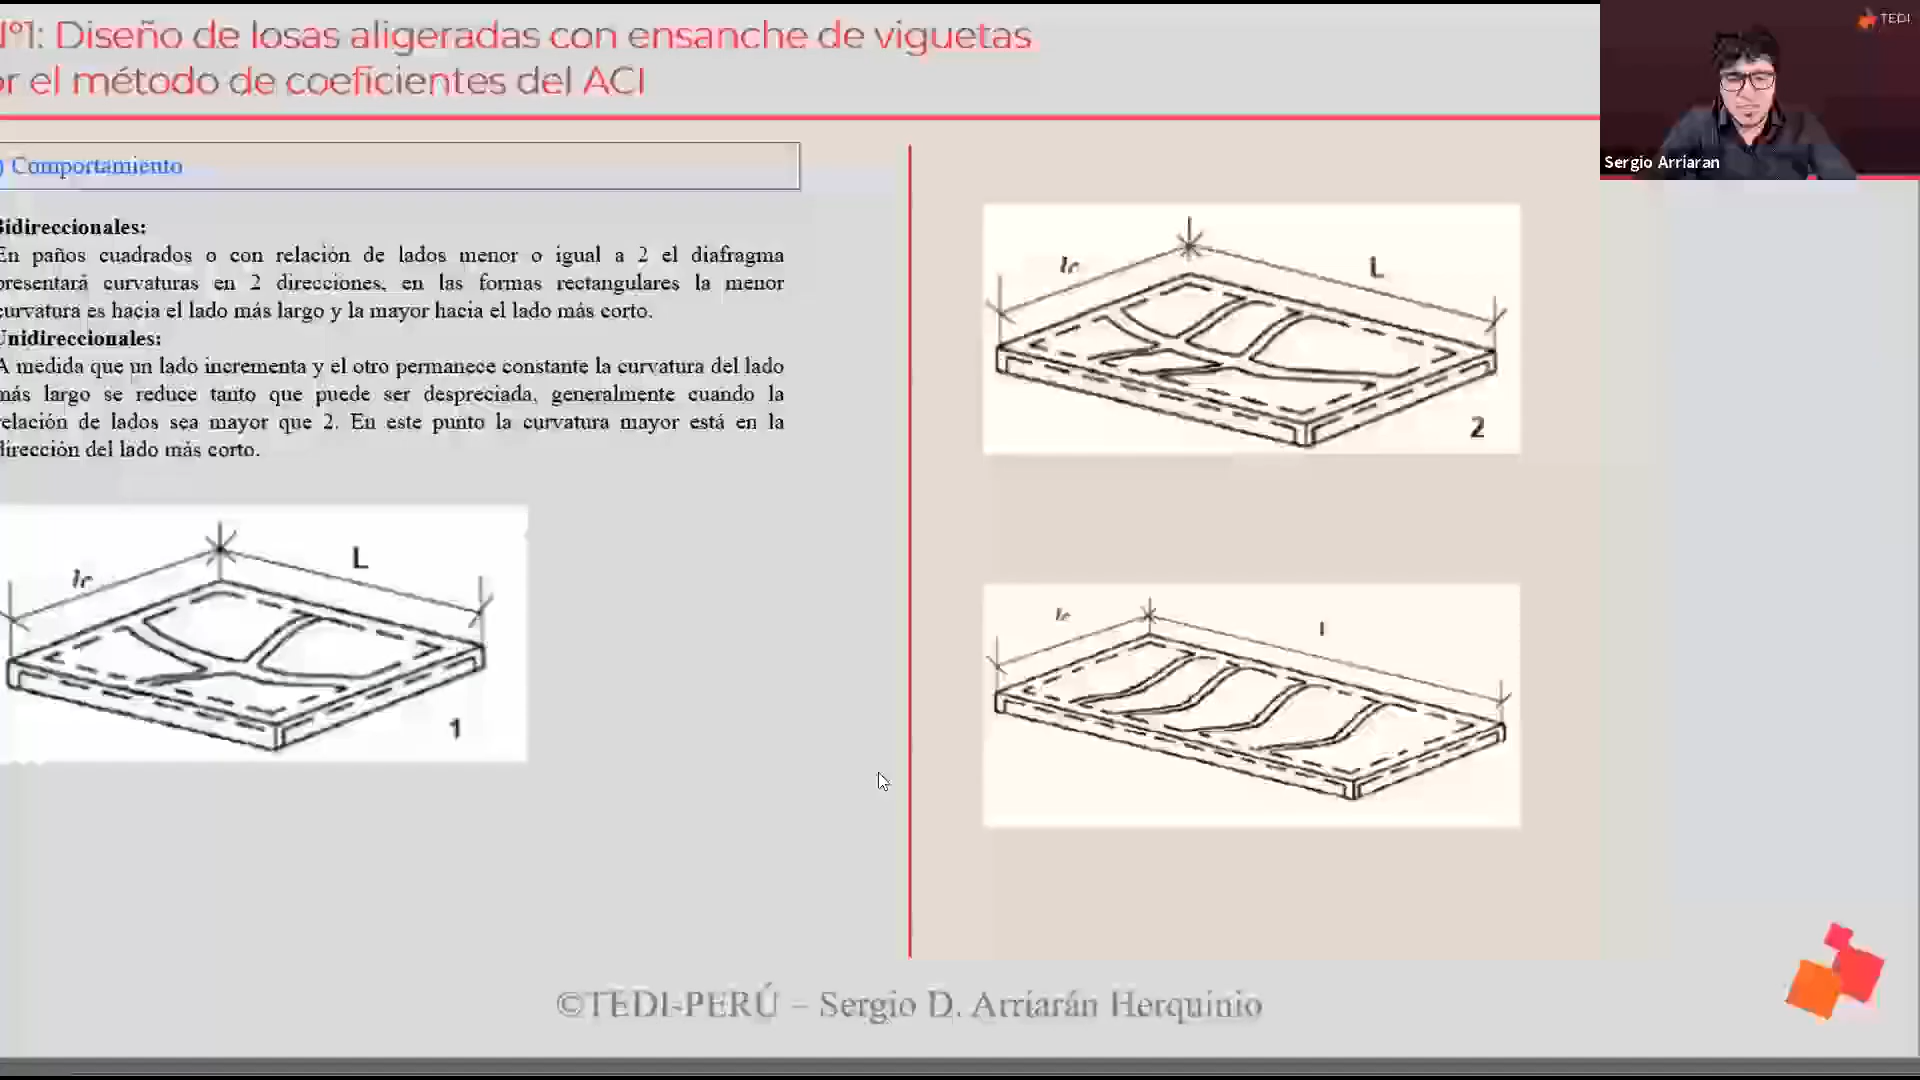 Nº1: Diseño de losas aligeradas con ensanche de viguetas
or el método de coeficientes del ACI
TEDI
Sergio Arriaran
) Comportamiento
Bidireccionales:
En paños cuadrados o con relación de lados menor o igual a 2 el diafragma
presentará curvaturas en 2 direcciones, en las formas rectangulares la menor
curvatura es hacia el lado más largo y la mayor hacia el lado más corto.
Unidireccionales:
A medida que un lado incrementa y el otro permanece constante la curvatura del lado
más largo se reduce tanto que puede ser despreciada, generalmente cuando la
relación de lados sea mayor que 2. En este punto la curvatura mayor está en la
dirección del lado más corto.
L
1
L
2
©TEDI-PERÚ – Sergio D. Arriarán Herquinio